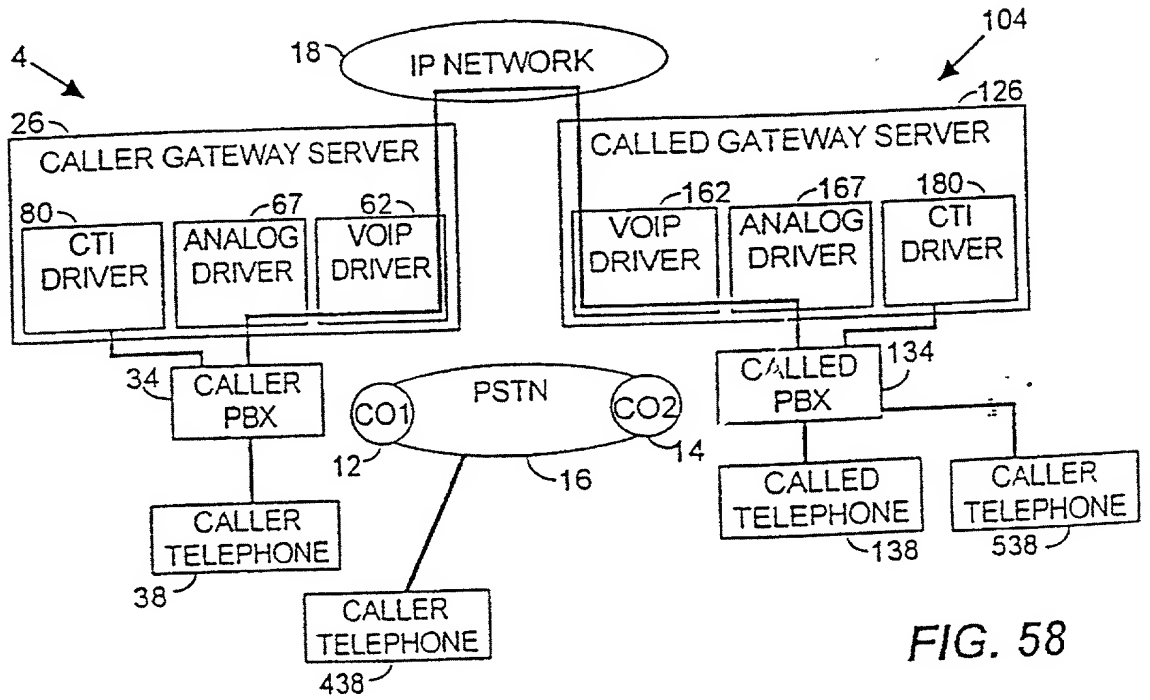 4
18
IP NETWORK
104
26
126
CALLER GATEWAY SERVER
CALLED GATEWAY SERVER
80
67
62
162
167
180
CTI
DRIVER
ANALOG
DRIVER
VOIP
DRIVER
VOIP
DRIVER
ANALOG
DRIVER
CTI
DRIVER
34
CALLER
PBX
CO1
PSTN
CO2
CALLED
PBX
134
12
16
14
CALLER
TELEPHONE
38
CALLED
TELEPHONE
138
CALLER
TELEPHONE
538
CALLER
TELEPHONE
438
FIG. 58